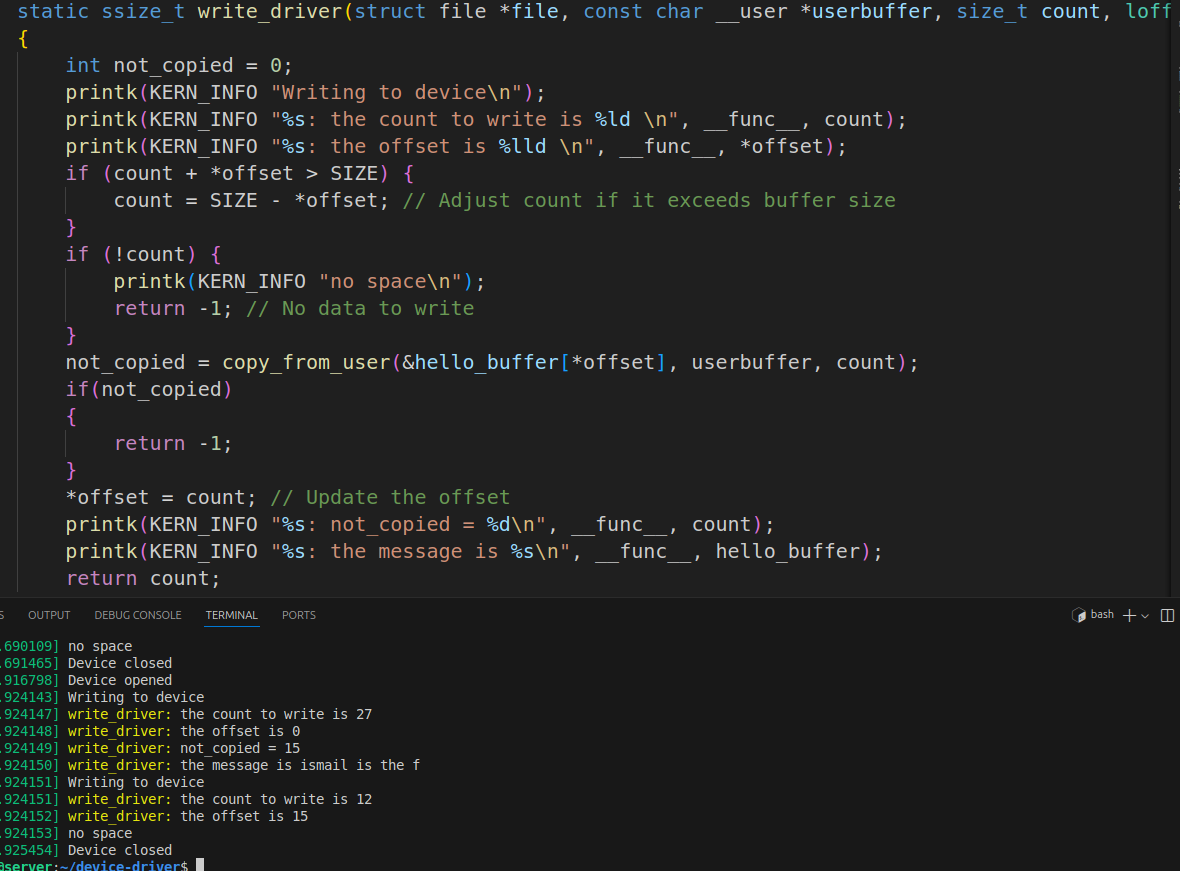 static ssize_t write_driver(struct file *file, const char __user *userbuffer, size_t count, loff
{
    int not_copied = 0;
    printk(KERN_INFO "Writing to device\n");
    printk(KERN_INFO "%s: the count to write is %ld \n", __func__, count);
    printk(KERN_INFO "%s: the offset is %lld \n", __func__, *offset);
    if (count + *offset > SIZE) {
        count = SIZE - *offset; // Adjust count if it exceeds buffer size
    }
    if (!count) {
        printk(KERN_INFO "no space\n");
        return -1; // No data to write
    }
    not_copied = copy_from_user(&hello_buffer[*offset], userbuffer, count);
    if(not_copied)
    {
        return -1;
    }
    *offset = count; // Update the offset
    printk(KERN_INFO "%s: not_copied = %d\n", __func__, count);
    printk(KERN_INFO "%s: the message is %s\n", __func__, hello_buffer);
    return count;
S OUTPUT DEBUG CONSOLE TERMINAL PORTS bash
.690109] no space
.691465] Device closed
.916798] Device opened
.924143] Writing to device
.924147] write_driver: the count to write is 27
.924148] write_driver: the offset is 0
.924149] write_driver: not_copied = 15
.924150] write_driver: the message is ismail is the f
.924151] Writing to device
.924151] write_driver: the count to write is 12
.924152] write_driver: the offset is 15
.924153] no space
.925454] Device closed
@server:~/device-driver$